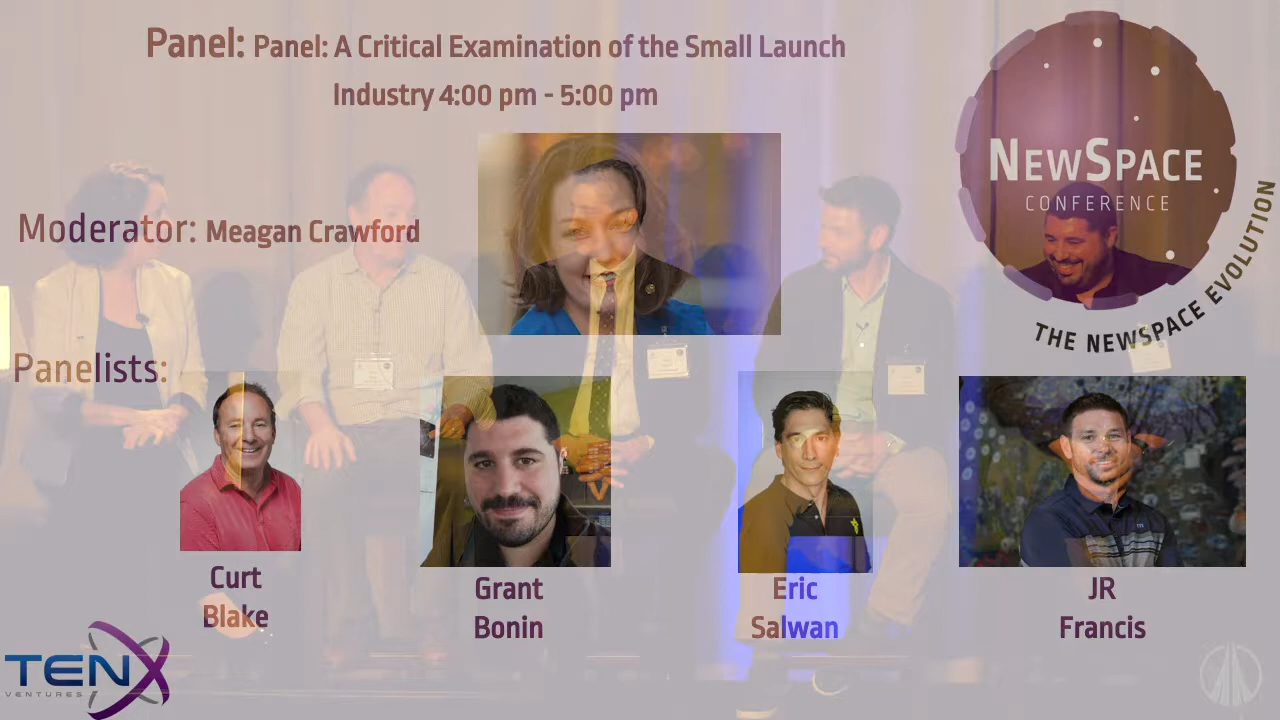 Panel: Panel: A Critical Examination of the Small Launch
Industry 4:00 pm - 5:00 pm
NEWSPACE
CONFERENCE
THE NEWSPACE EVOLUTION
Moderator: Meagan Crawford
Panelists:
Curt
Blake
Grant
Bonin
Eric
Salwan
JR
Francis
TENX
VENTURES